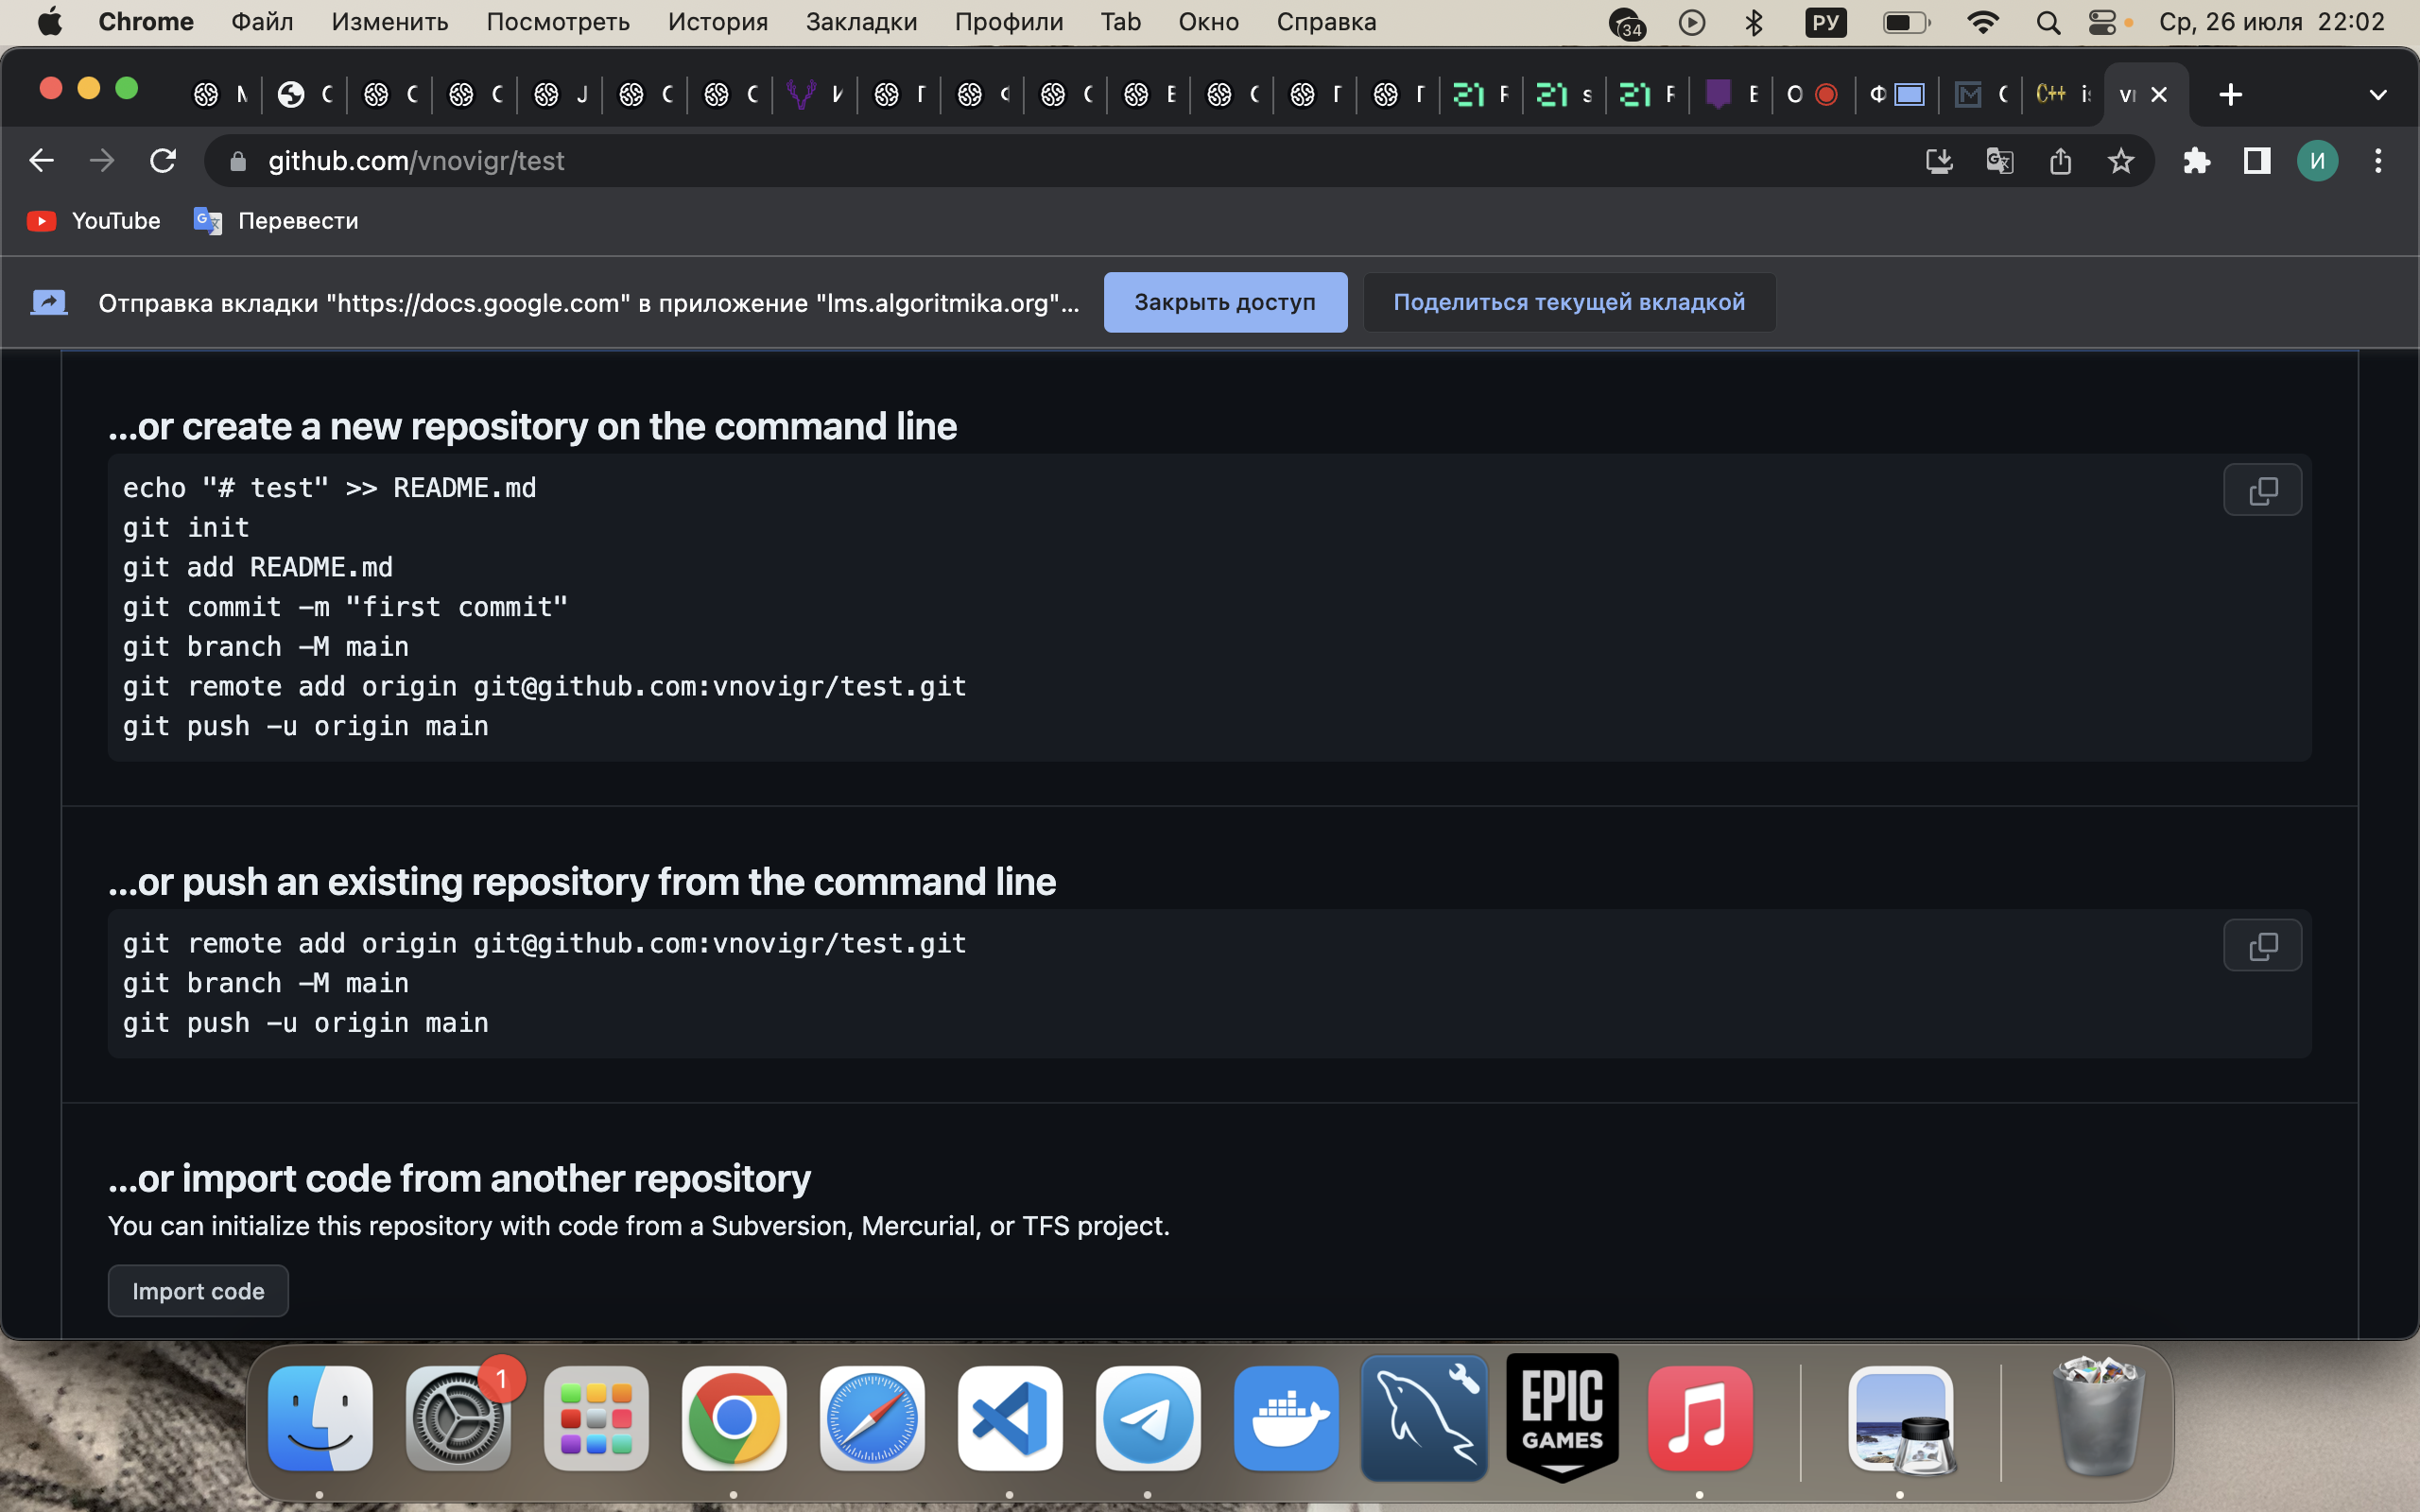 Chrome Файл Изменить Посмотреть История Закладки Профили Tab Окно Справка 34 РУ Ср, 26 июля 22:02
github.com/vnovigr/test И
YouTube Перевести
Отправка вкладки "https://docs.google.com" в приложение "lms.algoritmika.org"... Закрыть доступ Поделиться текущей вкладкой
...or create a new repository on the command line
echo "# test" >> README.md
git init
git add README.md
git commit -m "first commit"
git branch -M main
git remote add origin git@github.com:vnovigr/test.git
git push -u origin main
...or push an existing repository from the command line
git remote add origin git@github.com:vnovigr/test.git
git branch -M main
git push -u origin main
...or import code from another repository
You can initialize this repository with code from a Subversion, Mercurial, or TFS project.
Import code
1
EPIC
GAMES